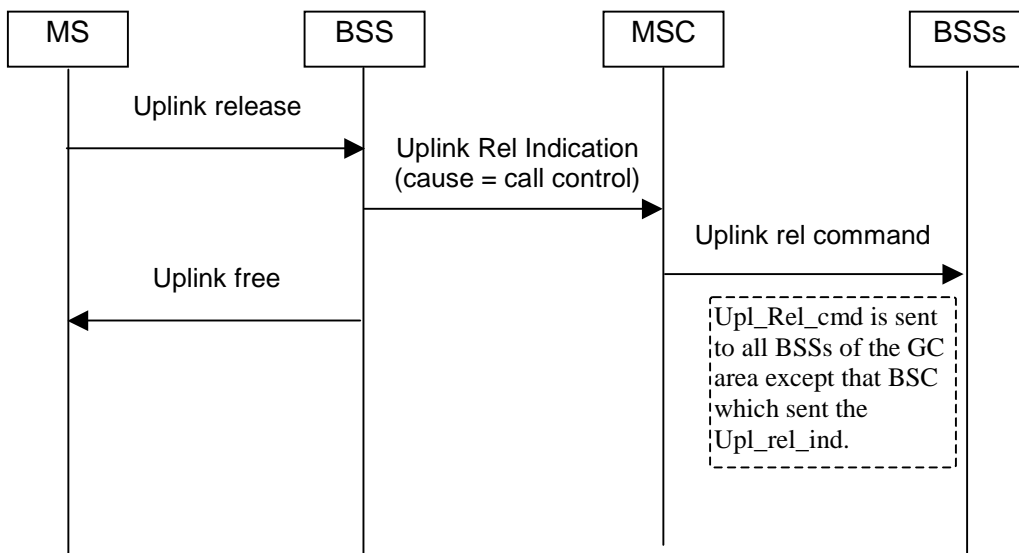 MS
BSS
MSC
BSSs
Uplink release
Uplink Rel Indication
(cause = call control)
Uplink rel command
Uplink free
Upl_Rel_cmd is sent
to all BSSs of the GC
area except that BSC
which sent the
Upl_rel_ind.